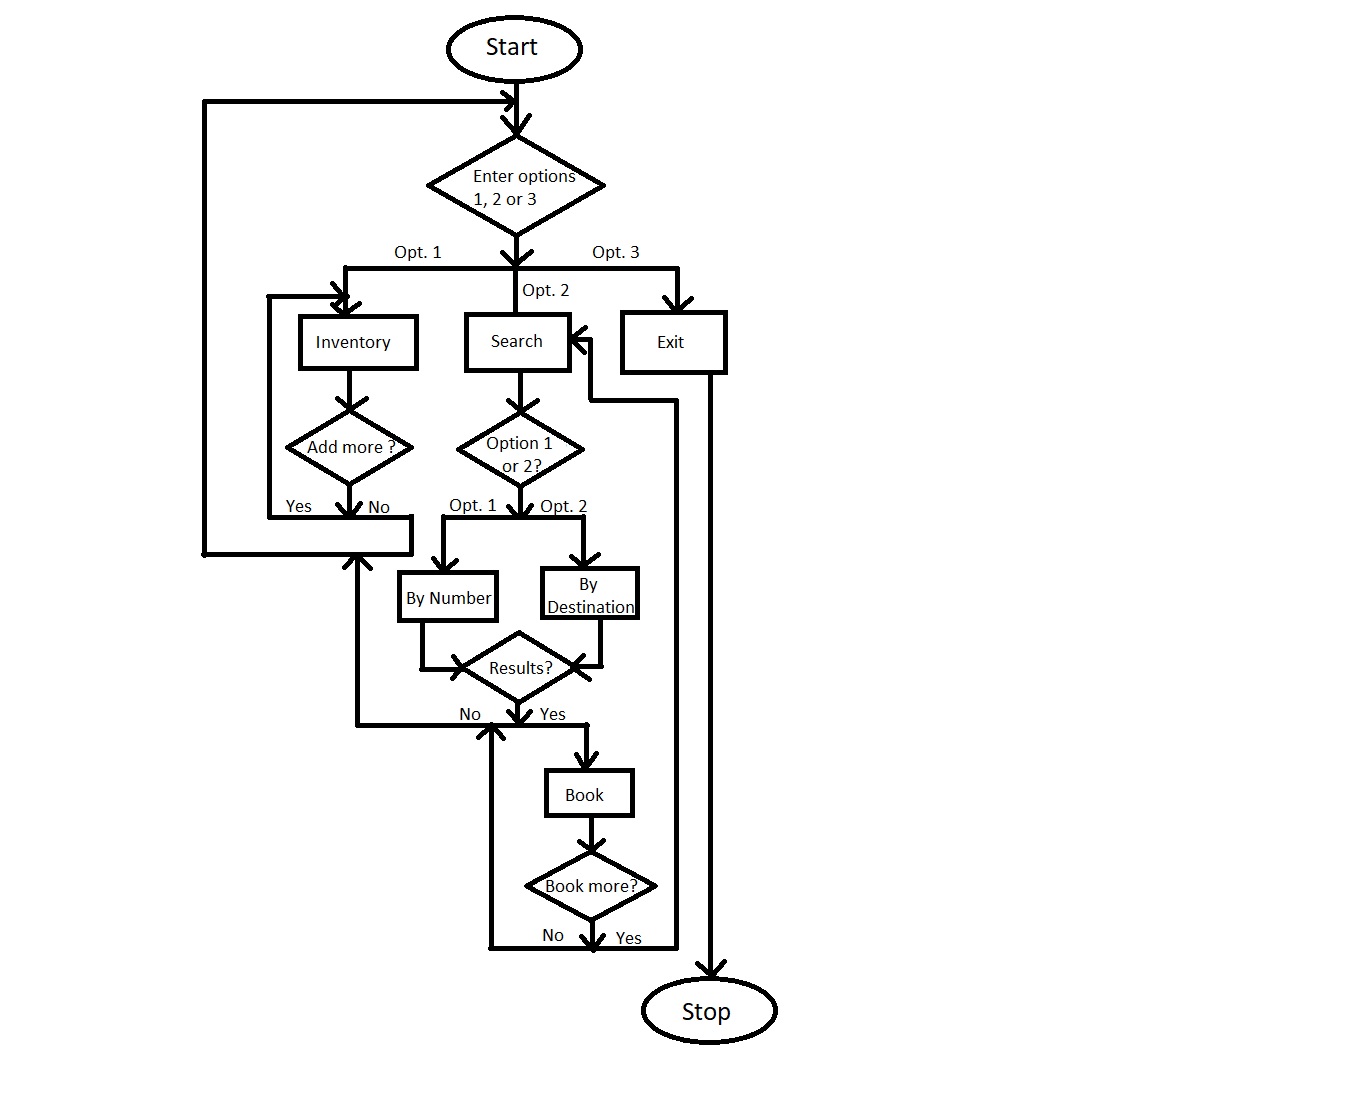 Start
Enter options
1, 2 or 3
Opt. 1
Opt. 3
Opt. 2
Inventory
Search
Exit
Add more ?
Option 1
or 2?
Yes
No
Opt. 1
Opt. 2
By Number
By
Destination
Results?
No
Yes
Book
Book more?
No
Yes
Stop